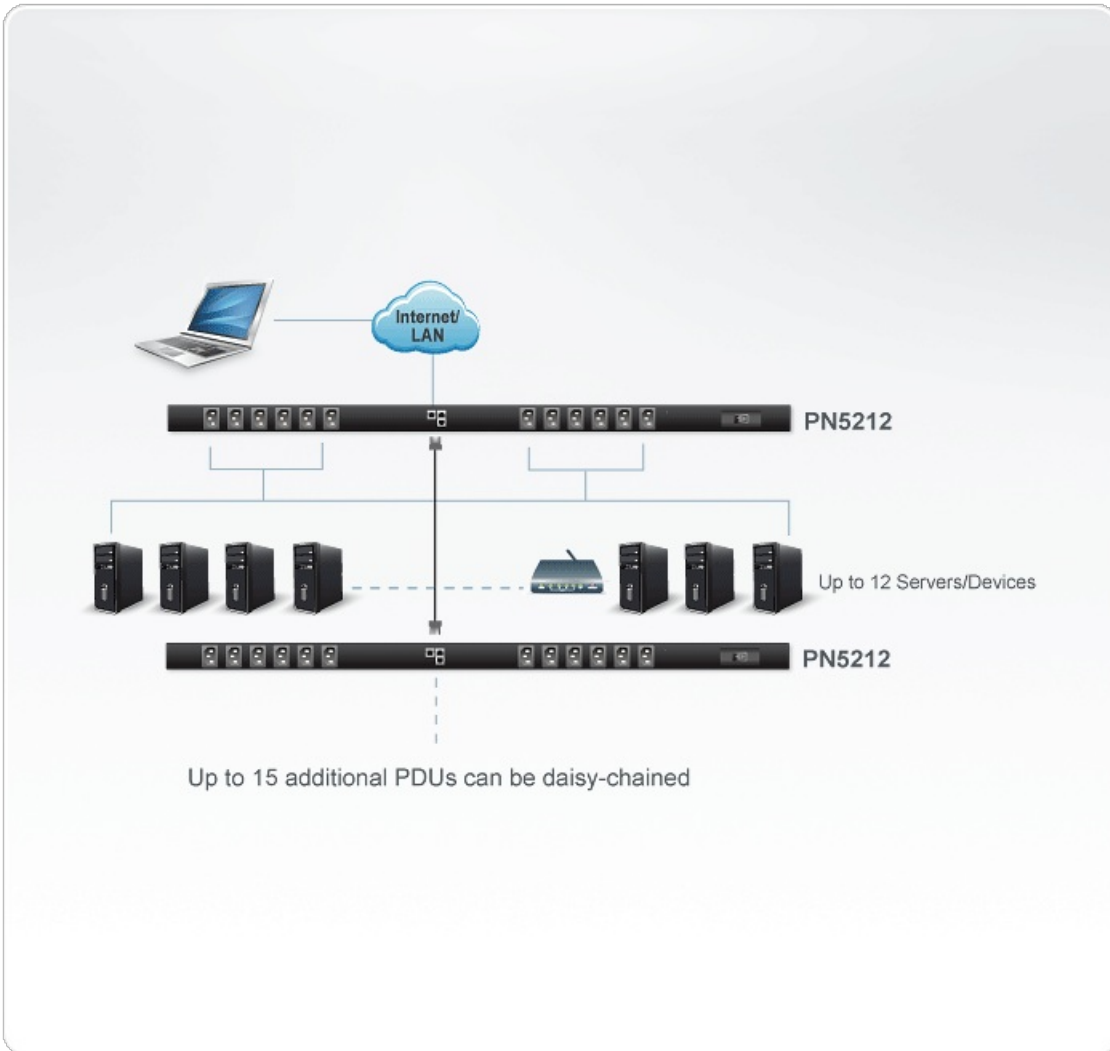 Internet/
LAN
PN5212
Up to 12 Servers/Devices
PN5212
Up to 15 additional PDUs can be daisy-chained